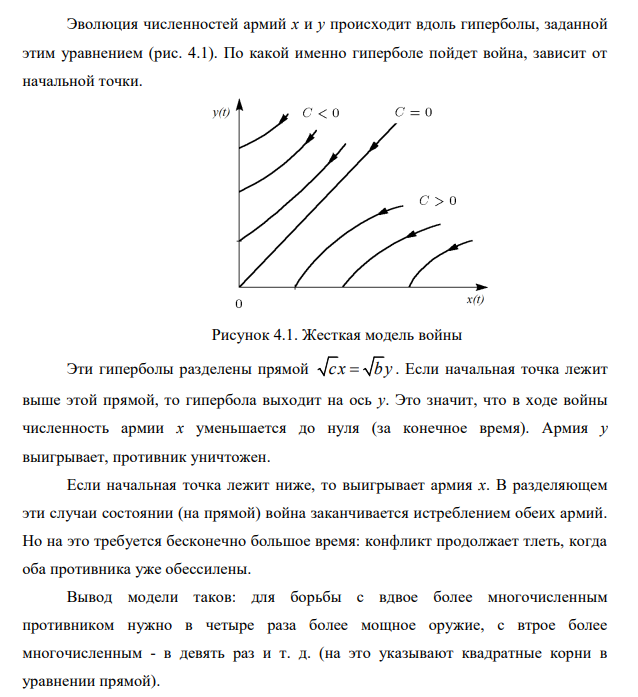 Эволюция численностей армий x и y происходит вдоль гиперболы, заданной
этим уравнением (рис. 4.1). По какой именно гиперболе пойдет война, зависит от
начальной точки.
y(t)
C < 0
C = 0
C > 0
0
x(t)
Рисунок 4.1. Жесткая модель войны
Эти гиперболы разделены прямой √cx = √by. Если начальная точка лежит
выше этой прямой, то гипербола выходит на ось y. Это значит, что в ходе войны
численность армии x уменьшается до нуля (за конечное время). Армия y
выигрывает, противник уничтожен.
Если начальная точка лежит ниже, то выигрывает армия x. В разделяющем
эти случаи состоянии (на прямой) война заканчивается истреблением обеих армий.
Но на это требуется бесконечно большое время: конфликт продолжает тлеть, когда
оба противника уже обессилены.
Вывод модели таков: для борьбы с вдвое более многочисленным
противником нужно в четыре раза более мощное оружие, с втрое более
многочисленным - в девять раз и т. д. (на это указывают квадратные корни в
уравнении прямой).